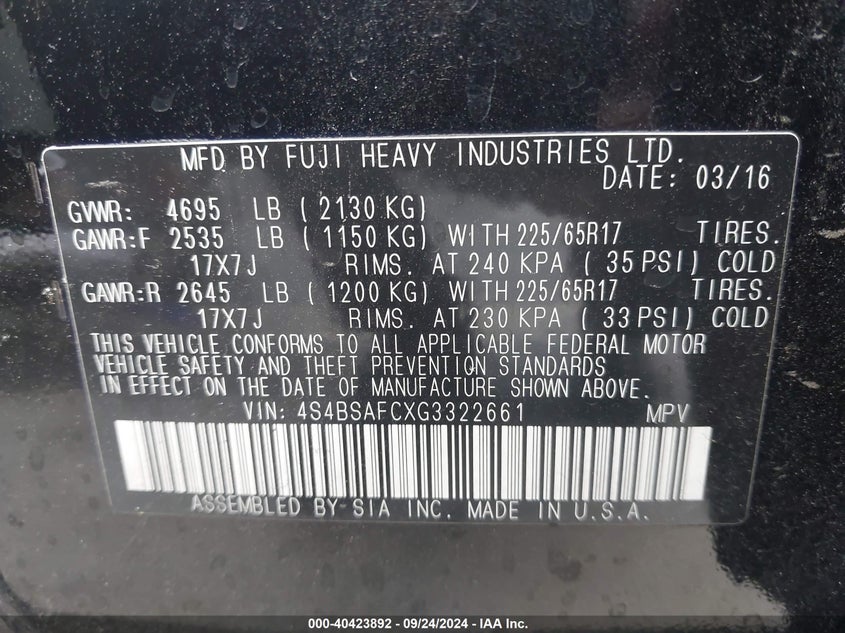 MFD BY FUJI HEAVY INDUSTRIES LTD.
DATE: 03/16
GVWR: 4695 LB ( 2130 KG)
GAWR:F 2535 LB ( 1150 KG) WITH 225/65R17 TIRES.
17X7J RIMS. AT 240 KPA ( 35 PSI) COLD
GAWR:R 2645 LB ( 1200 KG) WITH 225/65R17 TIRES.
17X7J RIMS. AT 230 KPA ( 33 PSI) COLD
THIS VEHICLE CONFORMS TO ALL APPLICABLE FEDERAL MOTOR
VEHICLE SAFETY AND THEFT PREVENTION STANDARDS
IN EFFECT ON THE DATE OF MANUFACTURE SHOWN ABOVE.
VIN: 4S4BSAFCXG3322661 MPV
ASSEMBLED BY SIA INC. MADE IN U.S.A.
000-40423892 - 09/24/2024 - IAA Inc.